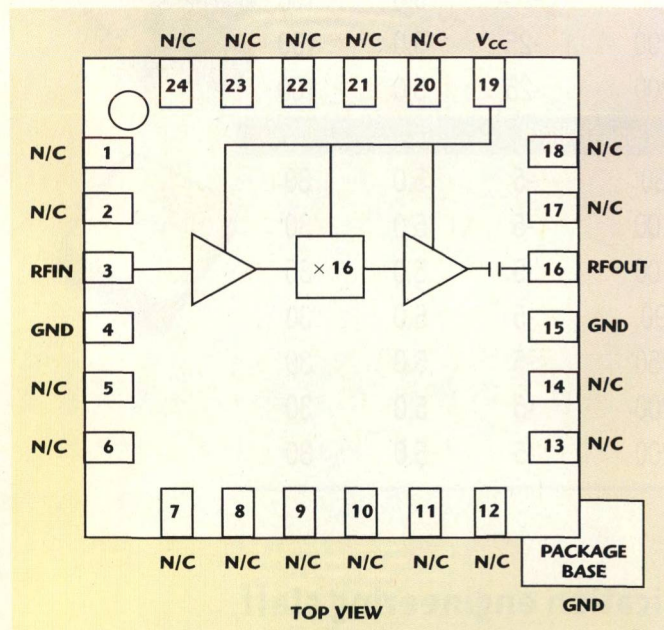 N/C N/C N/C N/C N/C VCC
24 23 22 21 20 19
N/C 1 18 N/C
N/C 2 17 N/C
RFIN 3 × 16 16 RFOUT
GND 4 15 GND
N/C 5 14 N/C
N/C 6 13 N/C
7 8 9 10 11 12
N/C N/C N/C N/C N/C N/C
PACKAGE
BASE
GND
TOP VIEW